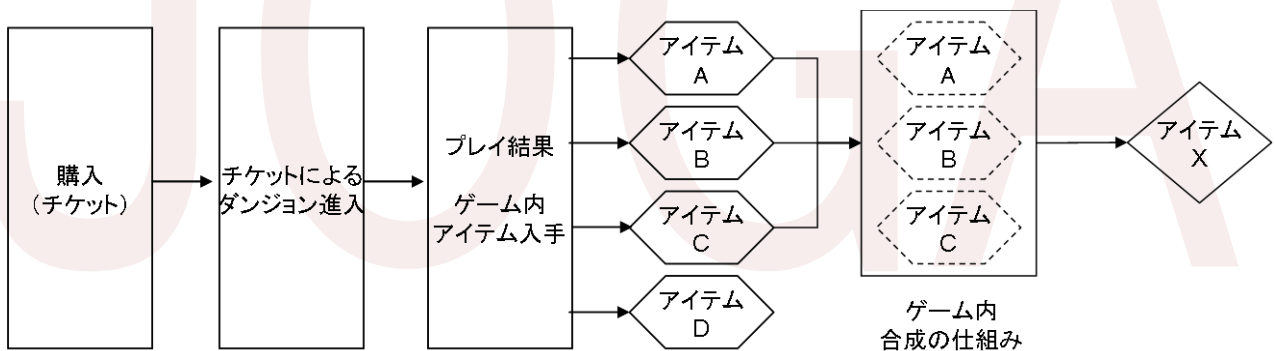 JOGA
購入
(チケット)
チケットによる
ダンジョン進入
プレイ結果
ゲーム内
アイテム入手
アイテム
A
アイテム
B
アイテム
C
アイテム
D
アイテム
A
アイテム
B
アイテム
C
ゲーム内
合成の仕組み
アイテム
X